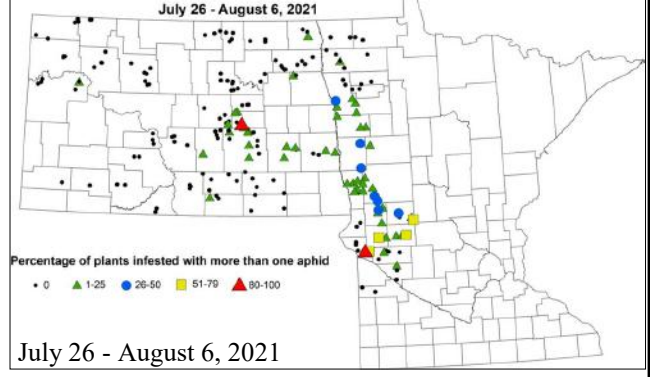 July 26 - August 6, 2021
Percentage of plants infested with more than one aphid
0 1-25 26-50 51-79 80-100
July 26 - August 6, 2021